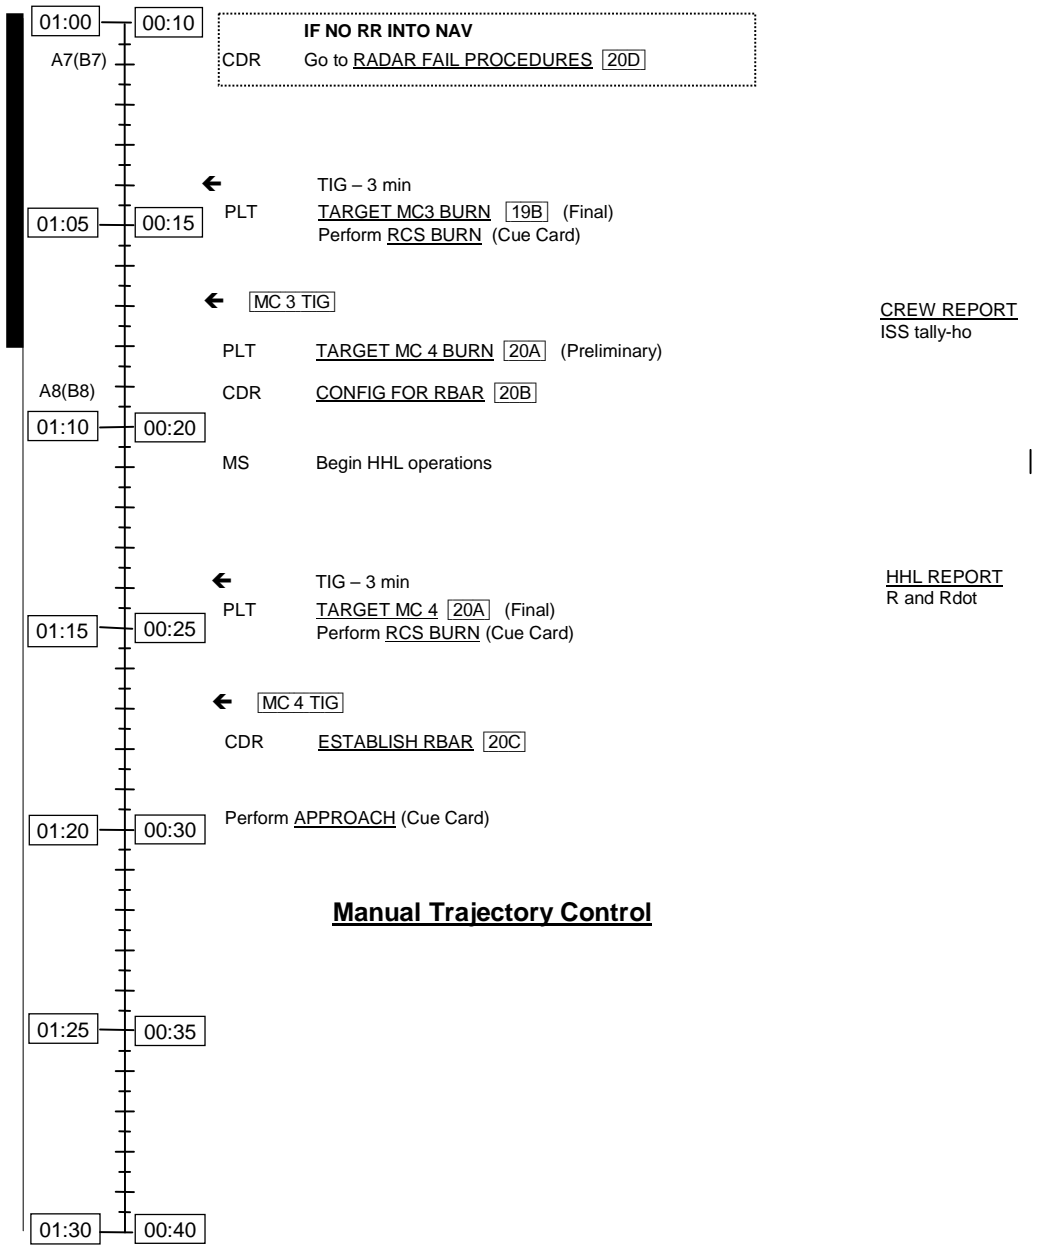 01:00 00:10
IF NO RR INTO NAV
A7(B7) CDR Go to RADAR FAIL PROCEDURES 20D
TIG – 3 min
PLT TARGET MC3 BURN 19B (Final)
01:05 00:15
Perform RCS BURN (Cue Card)
MC 3 TIG
CREW REPORT
ISS tally-ho
PLT TARGET MC 4 BURN 20A (Preliminary)
A8(B8) CDR CONFIG FOR RBAR 20B
01:10 00:20
MS Begin HHL operations
TIG – 3 min
HHL REPORT
R and Rdot
PLT TARGET MC 4 20A (Final)
01:15 00:25
Perform RCS BURN (Cue Card)
MC 4 TIG
CDR ESTABLISH RBAR 20C
Perform APPROACH (Cue Card)
01:20 00:30
Manual Trajectory Control
01:25 00:35
01:30 00:40